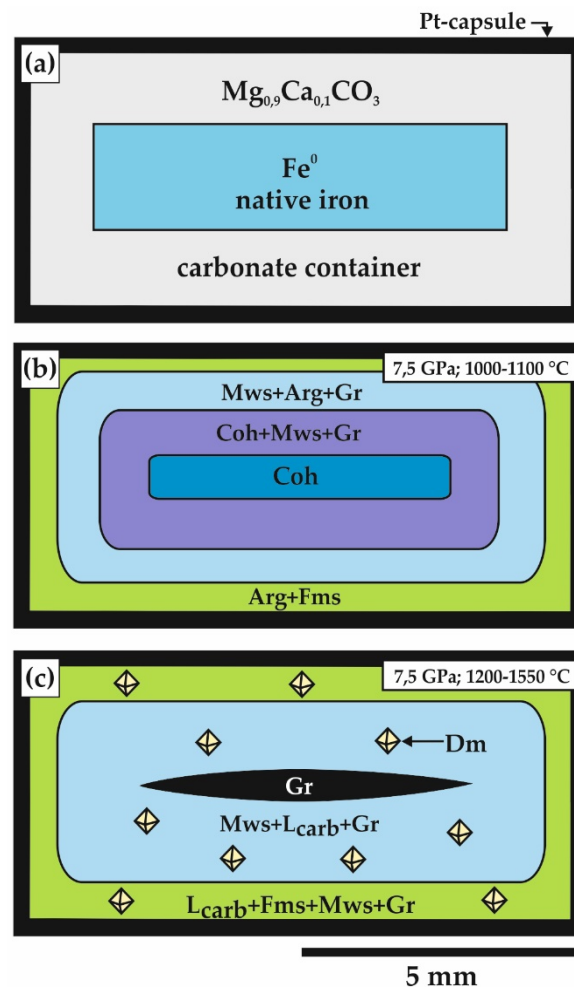 Pt-capsule
(a)
Mg0,9Ca0,1CO3
Fe0
native iron
carbonate container
(b)
7,5 GPa; 1000-1100 °C
Mws+Arg+Gr
Coh+Mws+Gr
Coh
Arg+Fms
(c)
7,5 GPa; 1200-1550 °C
Dm
Gr
Mws+Lcarb+Gr
Lcarb+Fms+Mws+Gr
5 mm